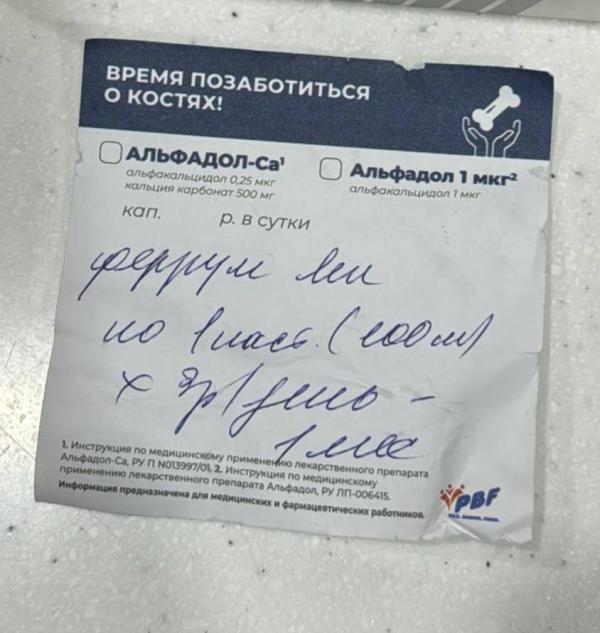 ВРЕМЯ ПОЗАБОТИТЬСЯ
О КОСТЯХ!
АЛЬФАДОЛ-Са¹
альфакальцидол 0,25 мкг
кальция карбонат 500 мг
Альфадол 1 мкг²
альфакальцидол 1 мкг
кап. р. в сутки
феррум лек
по 1 таб. (100 мг)
х 3р/день -
1 мес
1. Инструкция по медицинскому применению лекарственного препарата
Альфадол-Са, РУ П N013997/01, 2. Инструкция по медицинскому
применению лекарственного препарата Альфадол, РУ ЛП-006415.
Информация предназначена для медицинских и фармацевтических работников.
PBF